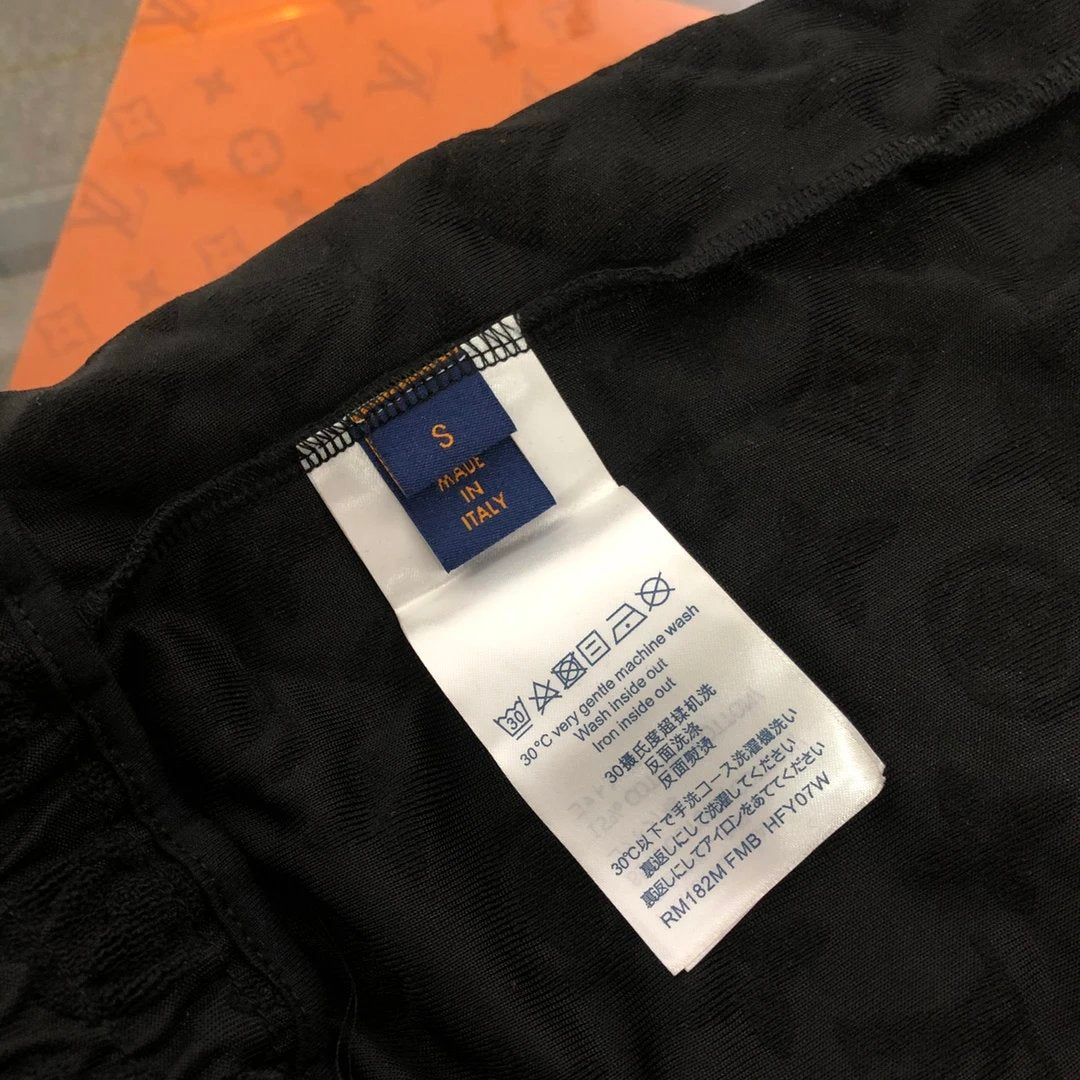 S
MADE
IN
ITALY
30
30°C very gentle machine wash
Wash inside out
Iron inside out
30摄氏度超揉机洗
反面洗涤
反面熨烫
30℃以下で手洗コース洗濯機洗い
裏返しにして洗濯してください
裏返しにしてアイロンをあててください
RM182M FMB HFY07W